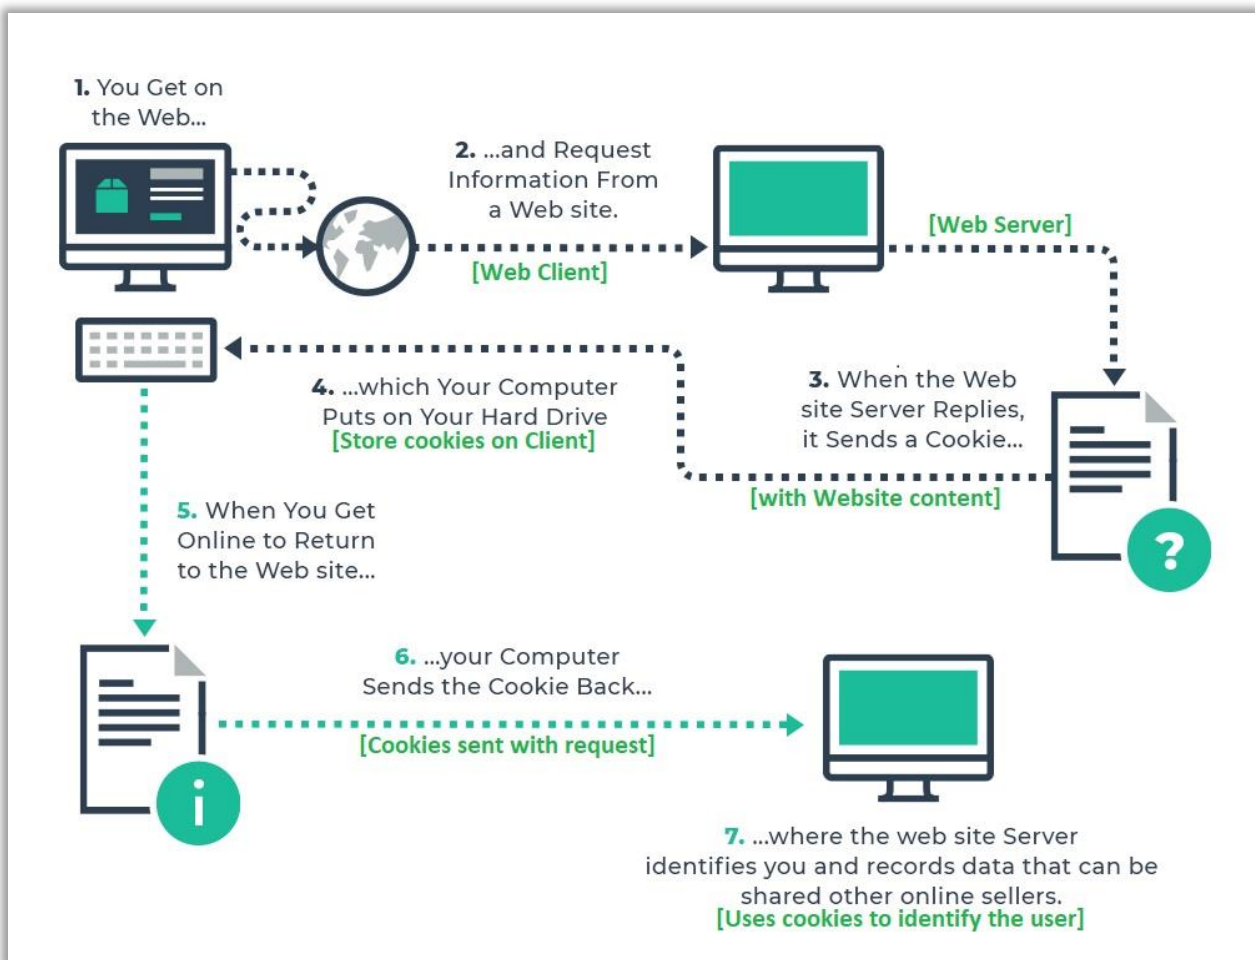 1. You Get on
the Web...
2. ...and Request
Information From
a Web site.
[Web Client]
[Web Server]
3. When the Web
site Server Replies,
it Sends a Cookie...
[with Website content]
4. ...which Your Computer
Puts on Your Hard Drive
[Store cookies on Client]
5. When You Get
Online to Return
to the Web site...
6. ...your Computer
Sends the Cookie Back...
[Cookies sent with request]
7. ...where the web site Server
identifies you and records data that can be
shared other online sellers.
[Uses cookies to identify the user]
?
i